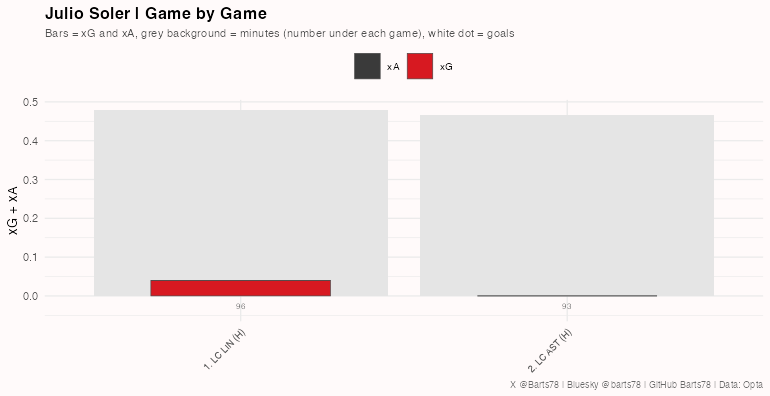 Julio Soler | Game by Game
Bars = xG and xA, grey background = minutes (number under each game), white dot = goals
xA xG
0.5
0.4
0.3
0.2
0.1
0.0
xG + xA
96 93
1. LC LIN (H) 2. LC AST (H)
X @Barts78 | Bluesky @barts78 | GitHub Barts78 | Data: Opta